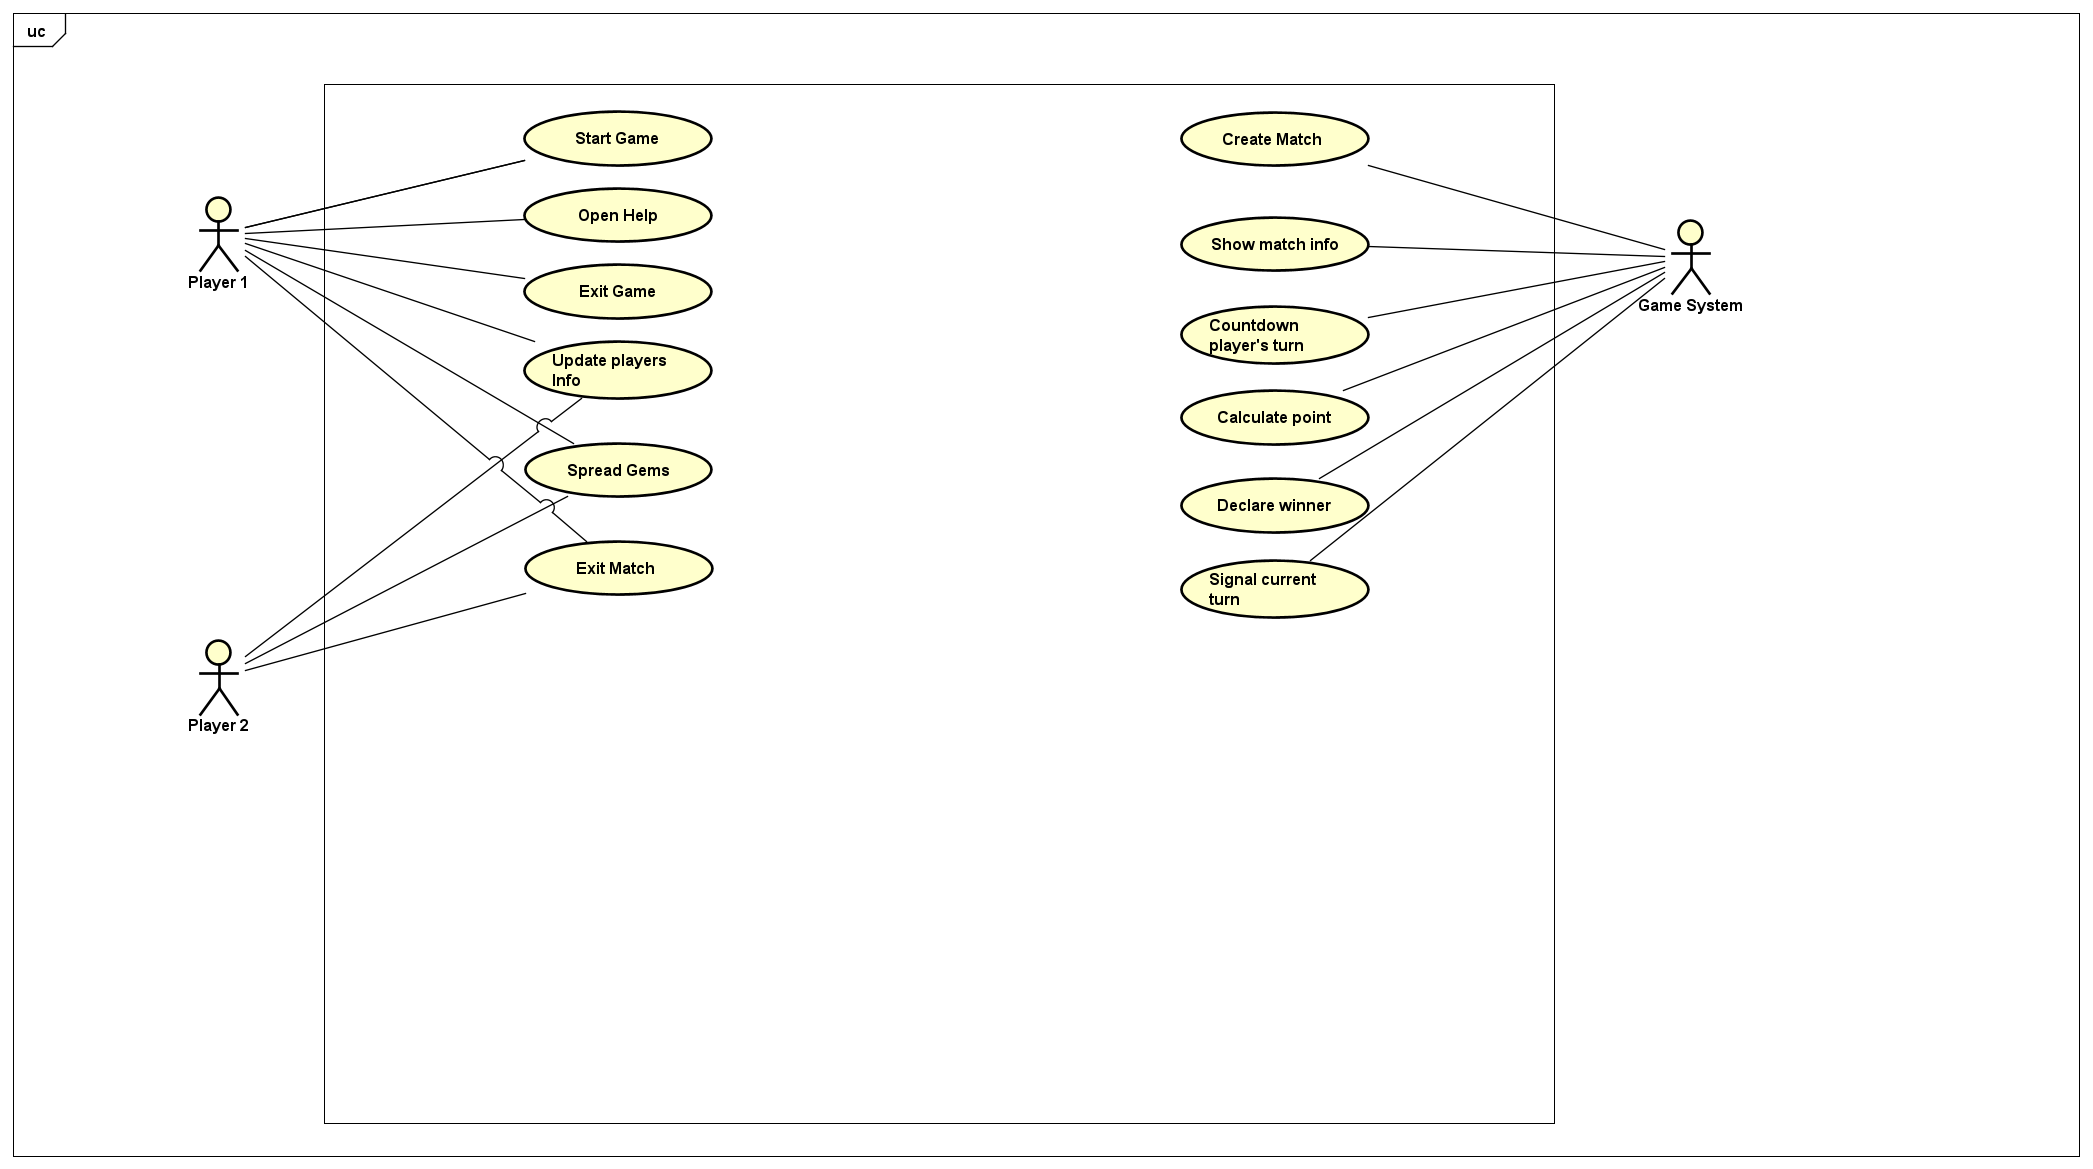 uc
Start Game
Open Help
Exit Game
Update players
Info
Spread Gems
Exit Match
Player 1
Player 2
Create Match
Show match info
Countdown
player's turn
Calculate point
Declare winner
Signal current
turn
Game System